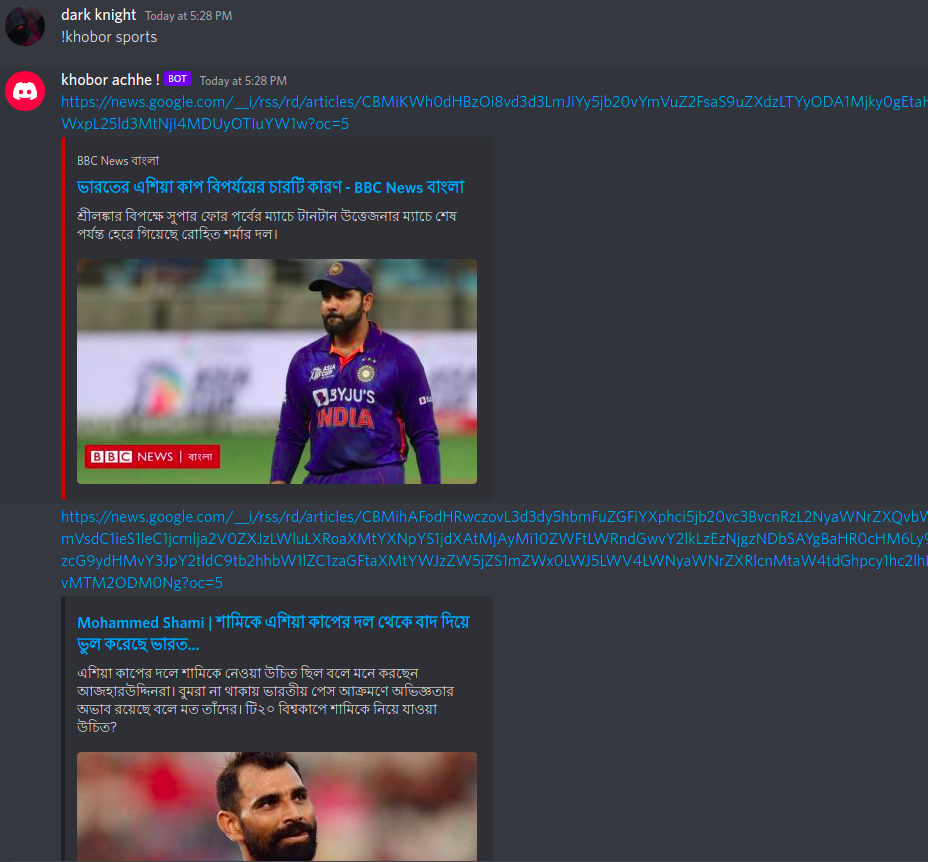 dark knight Today at 5:28 PM
!khobor sports
khobor achhe ! BOT Today at 5:28 PM
https://news.google.com/__i/rss/rd/articles/CBMiKWh0dHBzOi8vd3d3LmJiYy5jb20vYmVuZ2FsaS9uZXdzLTYyODA1Mjky0gEtaH
WxpL25ld3MtNjI4MDUyOTIuYW1w?oc=5
BBC News বাংলা
ভারতের এশিয়া কাপ বিপর্যয়ের চারটি কারণ - BBC News বাংলা
শ্রীলঙ্কার বিপক্ষে সুপার ফোর পর্বের ম্যাচে টানটান উত্তেজনার ম্যাচে শেষ
পর্যন্ত হেরে গিয়েছে রোহিত শর্মার দল।
ASIA CUP
BYJU'S
INDIA
BBC NEWS | বাংলা
https://news.google.com/__i/rss/rd/articles/CBMihAFodHRwczovL3d3dy5hbmFuZGFiYXphci5jb20vc3BvcnRzL2NyaWNrZXQvbW
mVsdC1ieS1leC1jcmlja2V0ZXJzLWluLXRoaXMtYXNpYS1jdXAtMjAyMi10ZWFtLWRndGwvY2lkLzEzNjgzNDbSAYgBaHR0cHM6Ly9
zcG9ydHMvY3JpY2tldC9tb2hhbW1lZC1zaGFtaXMtYWJzZW5jZS1mZWx0LWJ5LWV4LWNyaWNrZXRlcnMtaW4tdGhpcy1hc2lhL
vMTM2ODM0Ng?oc=5
Mohammed Shami | শামিকে এশিয়া কাপের দল থেকে বাদ দিয়ে
ভুল করেছে ভারত...
এশিয়া কাপের দলে শামিকে নেওয়া উচিত ছিল বলে মনে করছেন
আজহারউদ্দিনরা। বুমরা না থাকায় ভারতীয় পেস আক্রমণে অভিজ্ঞতার
অভাব রয়েছে বলে মত তাঁদের। টি২০ বিশ্বকাপে শামিকে নিয়ে যাওয়া
উচিত?